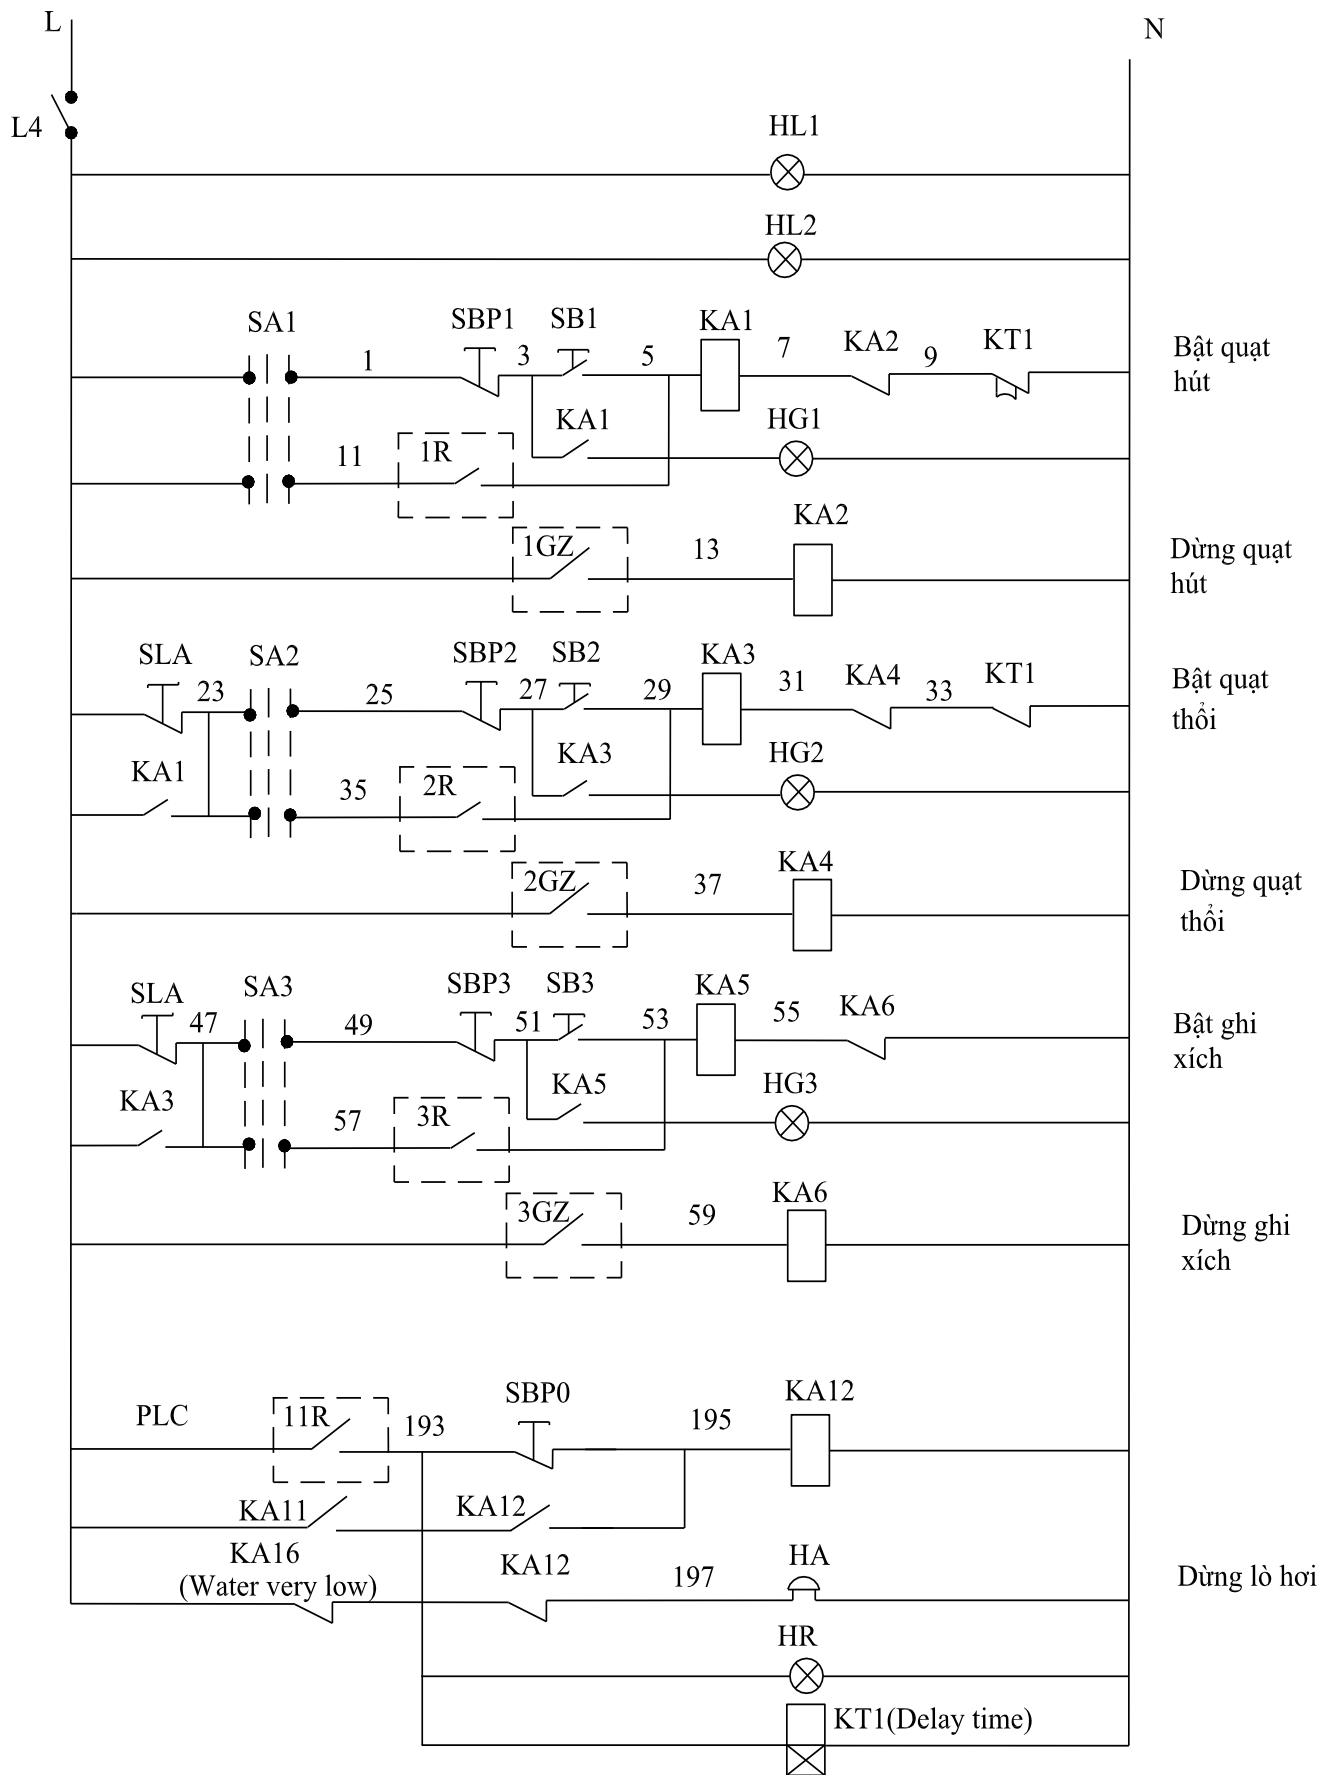 L
N
L4
HL1
HL2
SA1
SBP1
SB1
KA1
KA2
KT1
1
3
5
7
9
Bật quạt
hút
KA1
HG1
11
1R
KA2
1GZ
13
Dừng quạt
hút
SLA
SA2
SBP2
SB2
KA3
KA4
KT1
23
25
27
29
31
33
Bật quạt
thổi
KA1
KA3
HG2
35
2R
KA4
2GZ
37
Dừng quạt
thổi
SLA
SA3
SBP3
SB3
KA5
KA6
47
49
51
53
55
Bật ghi
xích
KA3
KA5
HG3
57
3R
KA6
3GZ
59
Dừng ghi
xích
PLC
11R
193
SBP0
195
KA12
KA11
KA12
KA16
(Water very low)
KA12
197
HA
Dừng lò hơi
HR
KT1(Delay time)